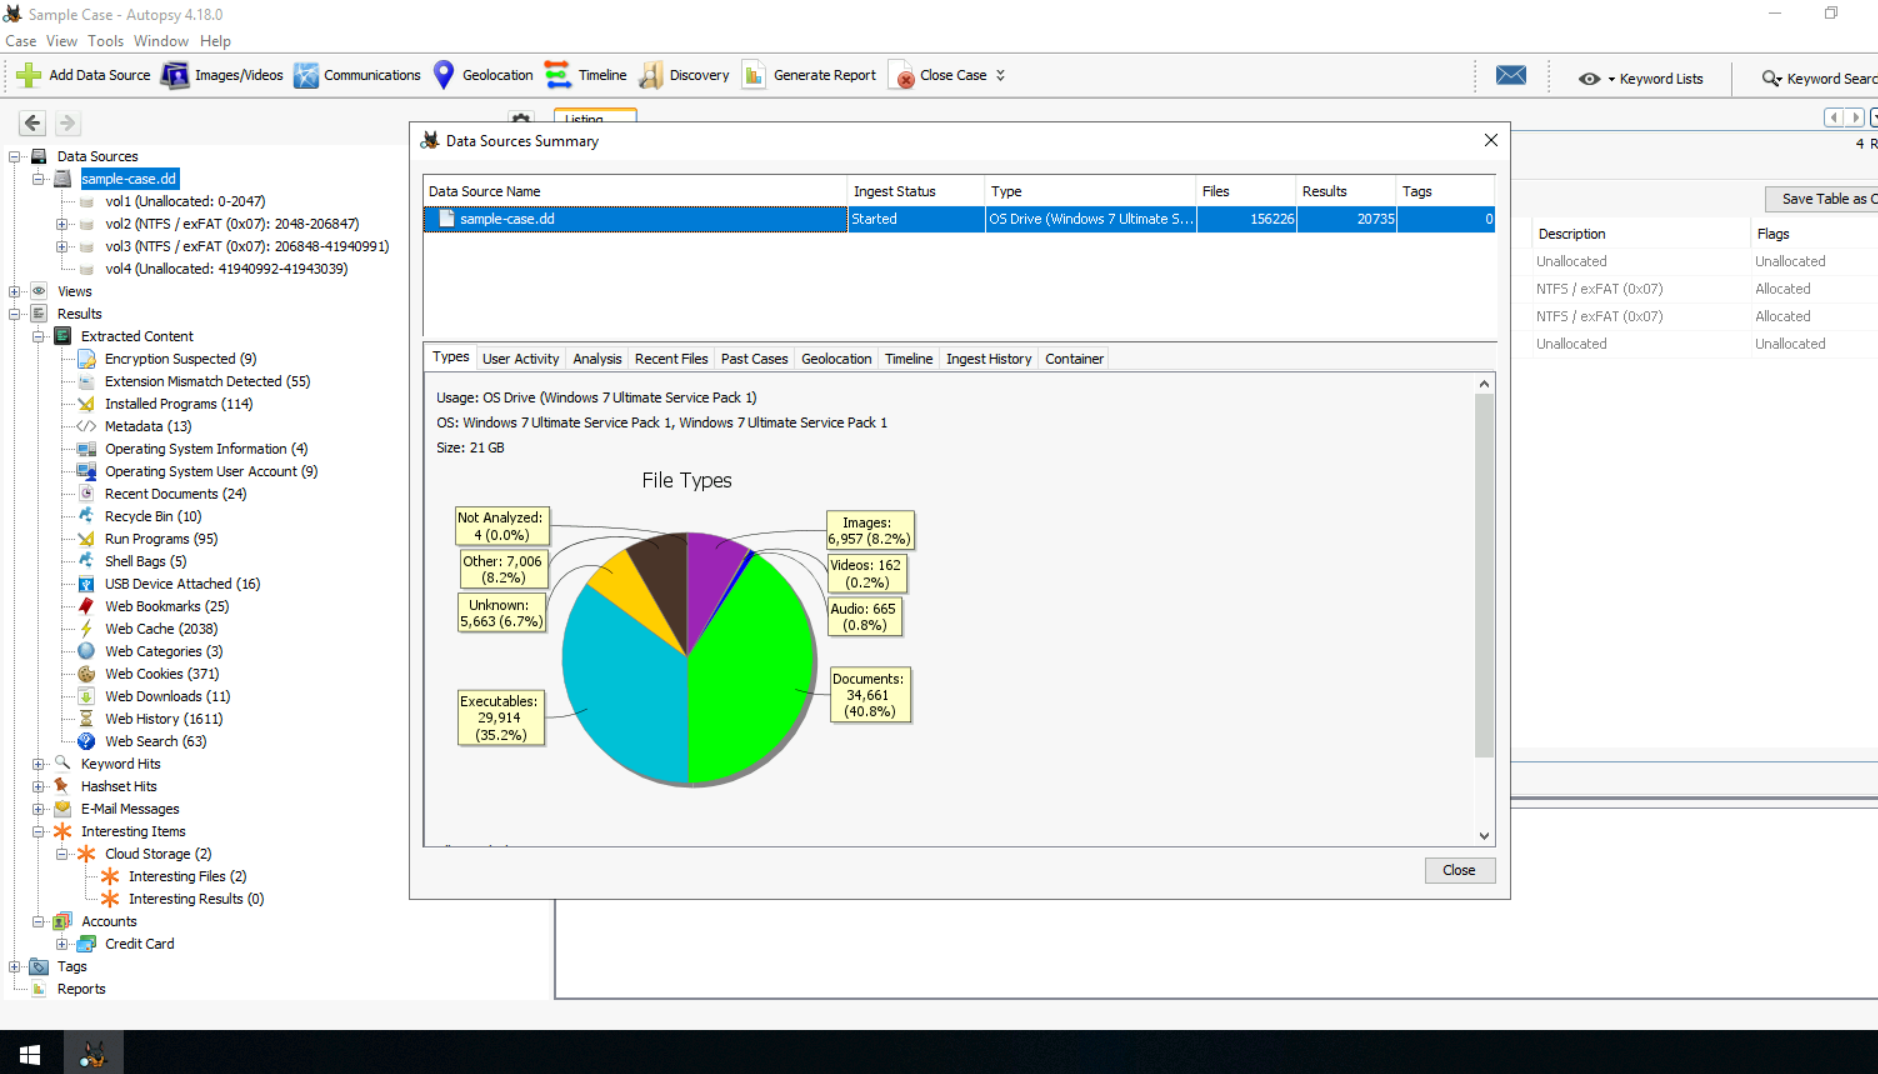 Sample Case - Autopsy 4.18.0
Case View Tools Window Help
Add Data Source Images/Videos Communications Geolocation Timeline Discovery Generate Report Close Case Keyword Lists Keyword Searc
Listing
4 R
Save Table as C
Data Sources
sample-case.dd
vol1 (Unallocated: 0-2047)
vol2 (NTFS / exFAT (0x07): 2048-206847)
vol3 (NTFS / exFAT (0x07): 206848-41940991)
vol4 (Unallocated: 41940992-41943039)
Views
Results
Extracted Content
Encryption Suspected (9)
Extension Mismatch Detected (55)
Installed Programs (114)
Metadata (13)
Operating System Information (4)
Operating System User Account (9)
Recent Documents (24)
Recycle Bin (10)
Run Programs (95)
Shell Bags (5)
USB Device Attached (16)
Web Bookmarks (25)
Web Cache (2038)
Web Categories (3)
Web Cookies (371)
Web Downloads (11)
Web History (1611)
Web Search (63)
Keyword Hits
Hashset Hits
E-Mail Messages
Interesting Items
Cloud Storage (2)
Interesting Files (2)
Interesting Results (0)
Accounts
Credit Card
Tags
Reports
Data Sources Summary
Data Source Name Ingest Status Type Files Results Tags
sample-case.dd Started OS Drive (Windows 7 Ultimate S... 156226 20735 0
Types User Activity Analysis Recent Files Past Cases Geolocation Timeline Ingest History Container
Usage: OS Drive (Windows 7 Ultimate Service Pack 1)
OS: Windows 7 Ultimate Service Pack 1, Windows 7 Ultimate Service Pack 1
Size: 21 GB
File Types
Not Analyzed:
4 (0.0%)
Other: 7,006
(8.2%)
Unknown:
5,663 (6.7%)
Executables:
29,914
(35.2%)
Images:
6,957 (8.2%)
Videos: 162
(0.2%)
Audio: 665
(0.8%)
Documents:
34,661
(40.8%)
Close
Description Flags
Unallocated Unallocated
NTFS / exFAT (0x07) Allocated
NTFS / exFAT (0x07) Allocated
Unallocated Unallocated